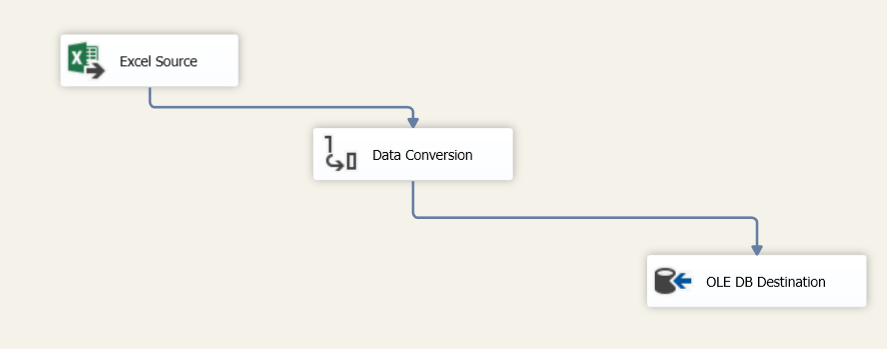 Excel Source
Data Conversion
OLE DB Destination